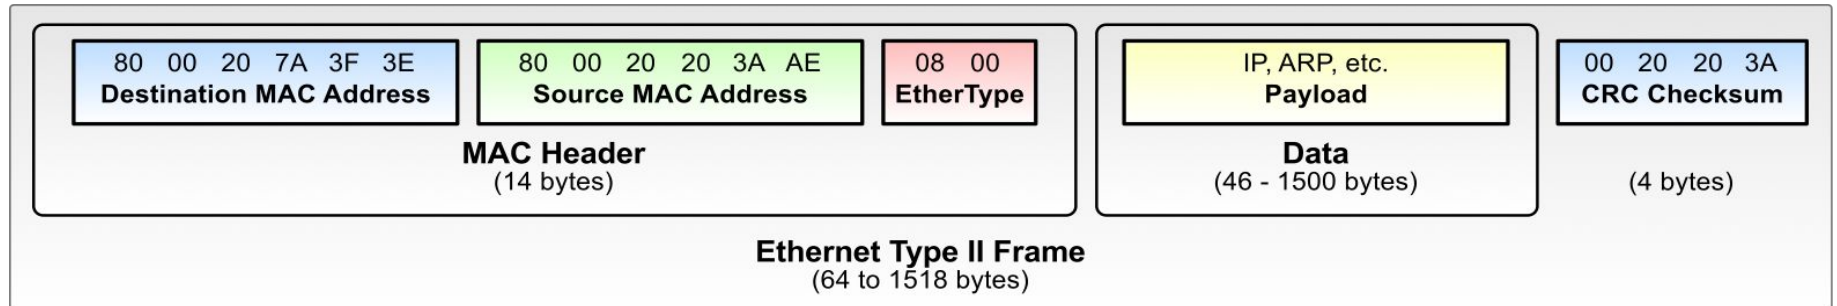 80 00 20 7A 3F 3E
Destination MAC Address
80 00 20 20 3A AE
Source MAC Address
08 00
EtherType
MAC Header
(14 bytes)
IP, ARP, etc.
Payload
Data
(46 - 1500 bytes)
00 20 20 3A
CRC Checksum
(4 bytes)
Ethernet Type II Frame
(64 to 1518 bytes)